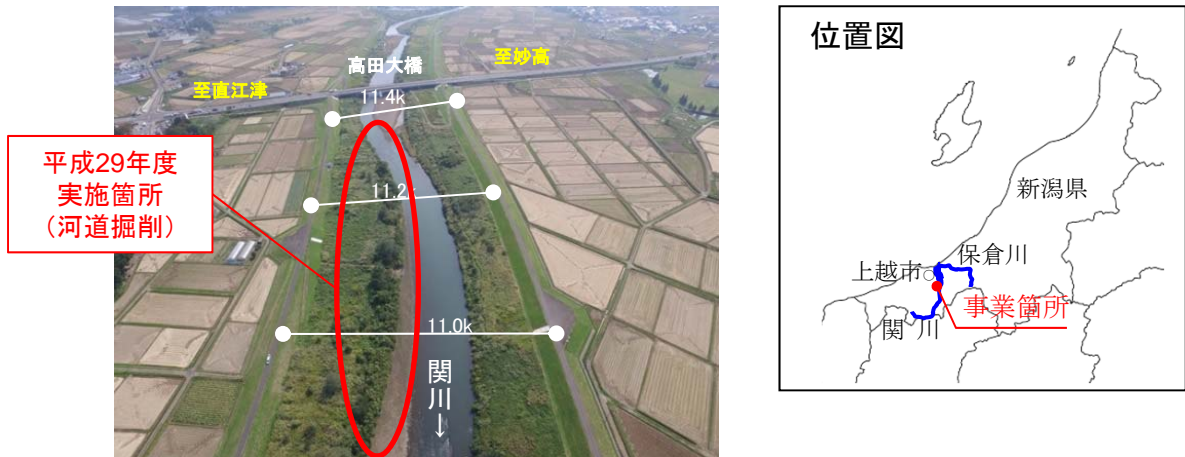 平成29年度
実施箇所
（河道掘削）
至直江津
高田大橋
至妙高
11.4k
11.2k
11.0k
関川↓
位置図
新潟県
保倉川
上越市
事業箇所
関川